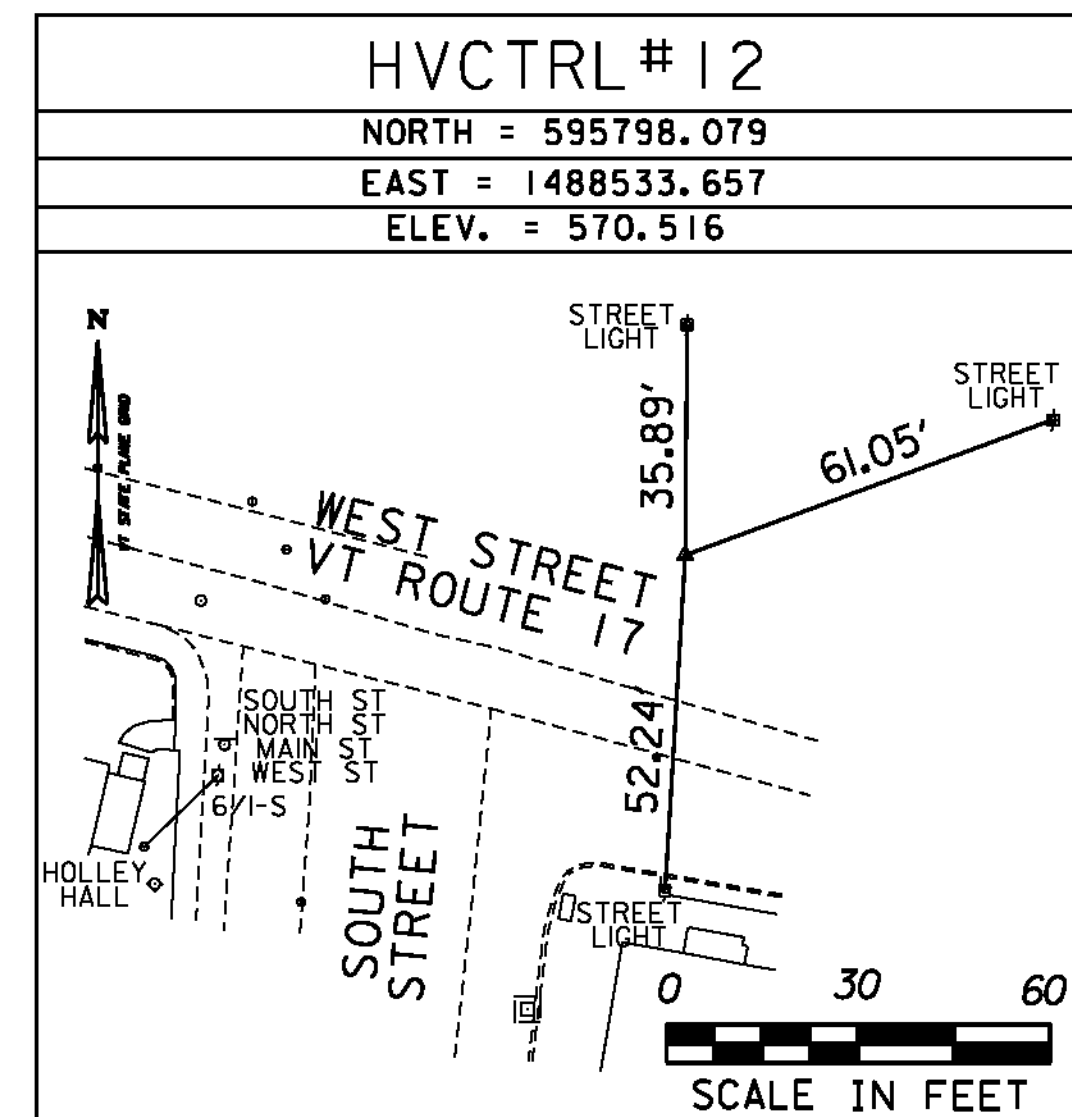 HVCTRL#12
NORTH = 595798.079
EAST = 1488533.657
ELEV. = 570.516
N
VT STATE PLANE GRID
STREET
LIGHT
35.89'
STREET
LIGHT
61.05'
WEST STREET
VT ROUTE 17
SOUTH ST
NORTH ST
MAIN ST
WEST ST
6/1-S
HOLLEY
HALL
52.24'
SOUTH
STREET
STREET
LIGHT
0 30 60
SCALE IN FEET